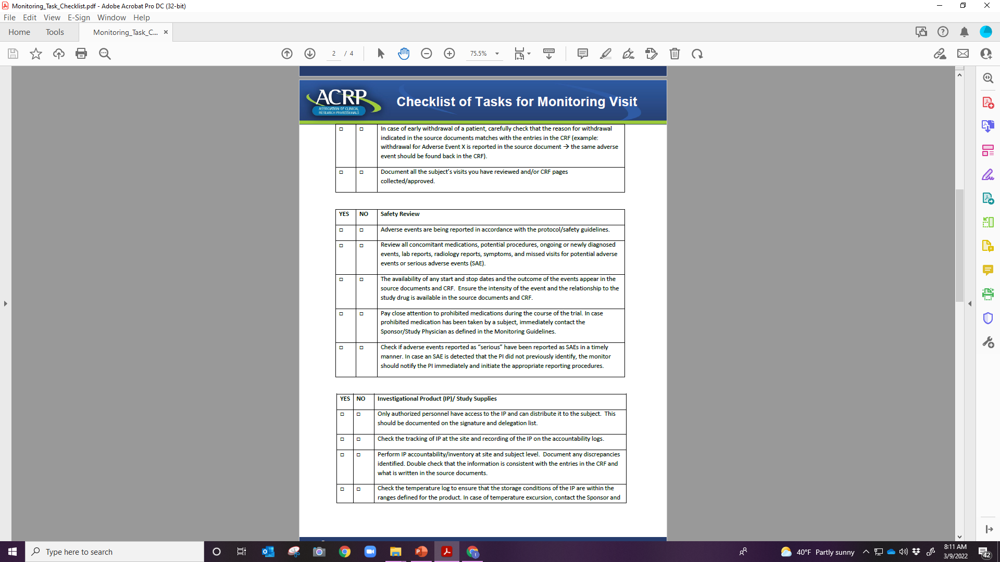 Monitoring_Task_Checklist.pdf - Adobe Acrobat Pro DC (32-bit)
File Edit View E-Sign Window Help
Home Tools Monitoring_Task_C... ×
2 / 4 75.5%
ACRP
ASSOCIATION OF CLINICAL
RESEARCH PROFESSIONALS
Checklist of Tasks for Monitoring Visit
In case of early withdrawal of a patient, carefully check that the reason for withdrawal
indicated in the source documents matches with the entries in the CRF (example:
withdrawal for Adverse Event X is reported in the source document → the same adverse
event should be found back in the CRF).
Document all the subject's visits you have reviewed and/or CRF pages
collected/approved.
YES NO Safety Review
Adverse events are being reported in accordance with the protocol/safety guidelines.
Review all concomitant medications, potential procedures, ongoing or newly diagnosed
events, lab reports, radiology reports, symptoms, and missed visits for potential adverse
events or serious adverse events (SAE).
The availability of any start and stop dates and the outcome of the events appear in the
source documents and CRF.  Ensure the intensity of the event and the relationship to the
study drug is available in the source documents and CRF.
Pay close attention to prohibited medications during the course of the trial. In case
prohibited medication has been taken by a subject, immediately contact the
Sponsor/Study Physician as defined in the Monitoring Guidelines.
Check if adverse events reported as “serious” have been reported as SAEs in a timely
manner. In case an SAE is detected that the PI did not previously identify, the monitor
should notify the PI immediately and initiate the appropriate reporting procedures.
YES NO Investigational Product (IP)/ Study Supplies
Only authorized personnel have access to the IP and can distribute it to the subject.  This
should be documented on the signature and delegation list.
Check the tracking of IP at the site and recording of the IP on the accountability logs.
Perform IP accountability/inventory at site and subject level.  Document any discrepancies
identified. Double check that the information is consistent with the entries in the CRF and
what is written in the source documents.
Check the temperature log to ensure that the storage conditions of the IP are within the
ranges defined for the product. In case of temperature excursion, contact the Sponsor and
Type here to search
40°F Partly sunny
8:11 AM
3/9/2022
42